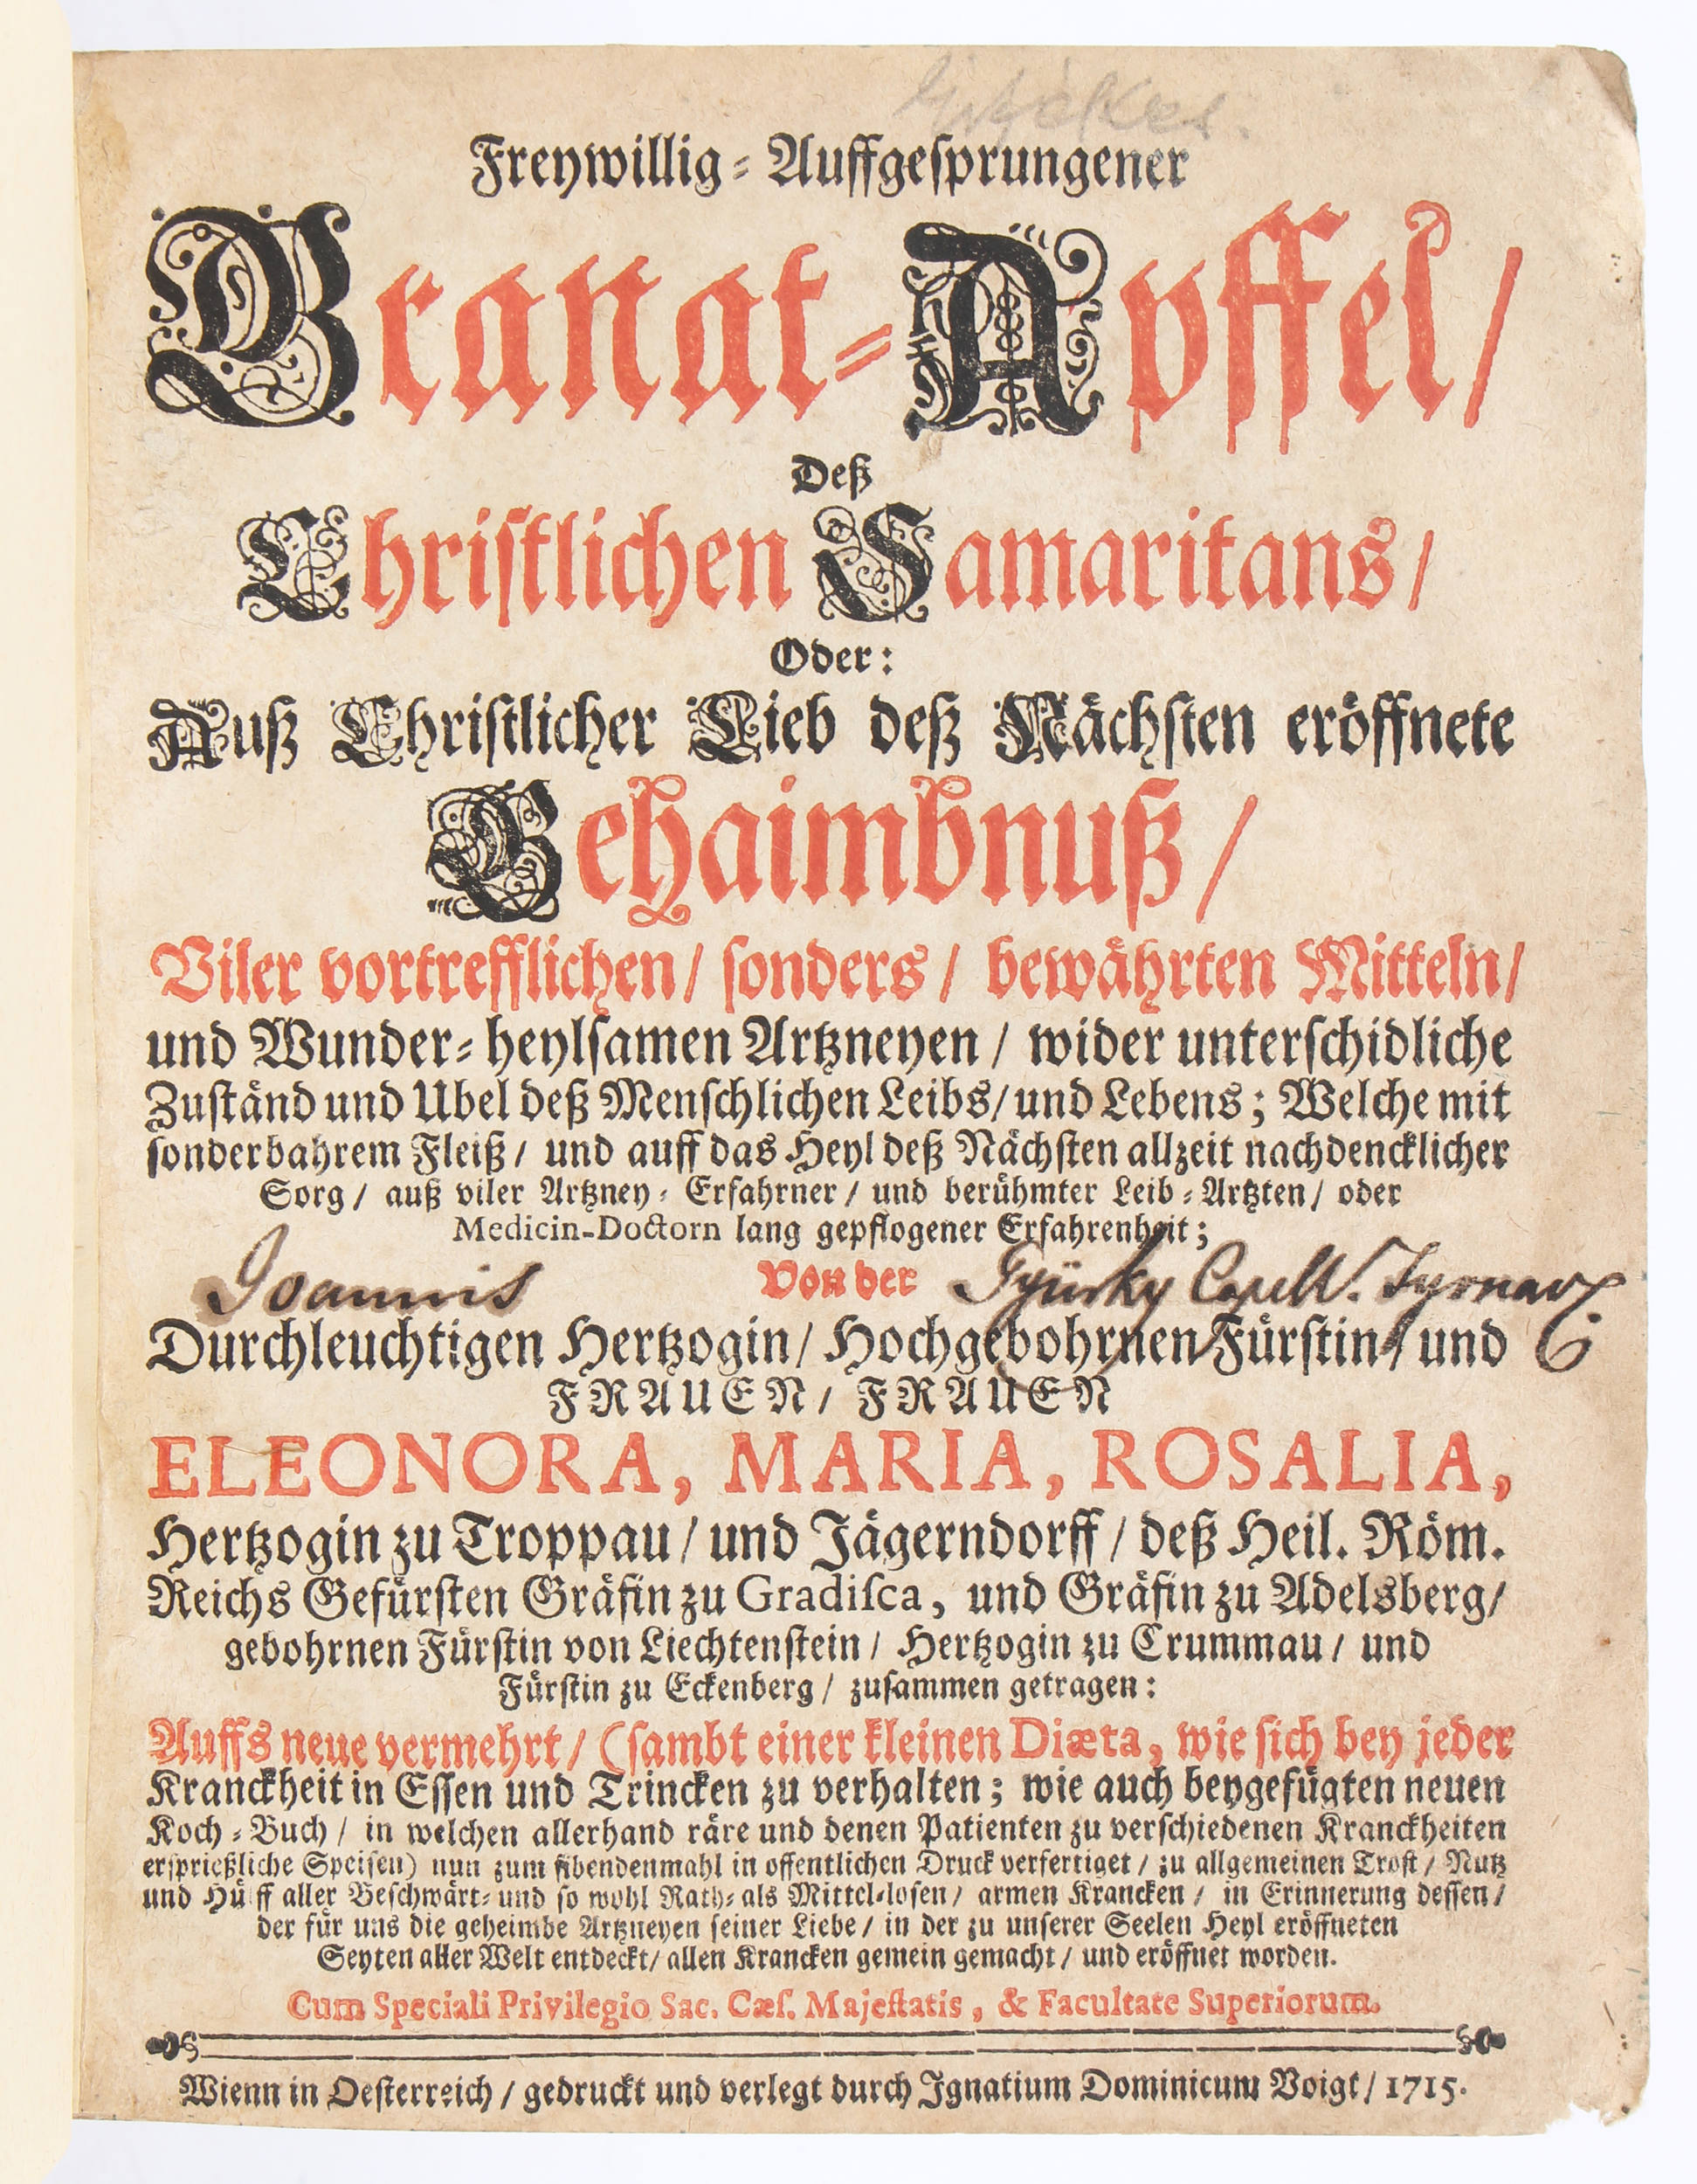 Freywillig-Auffgesprungener
Granat-Apffel/
Deß
Christlichen Samaritans/
Oder:
Auß Christlicher Lieb deß Nächsten eröffnete
Gehaimbnuß/
Viler vortrefflichen/ sonders/ bewährten Mitteln/
und Wunder-heylsamen Artzneyen/ wider unterschidliche
Zuständ und Ubel deß Menschlichen Leibs/ und Lebens; Welche mit
sonderbahrem Fleiß/ und auff das Heyl deß Nächsten allzeit nachdencklicher
Sorg/ auß viler Artzney-Erfahrner/ und berühmter Leib-Artzten/ oder
Medicin-Doctorn lang gepflogener Erfahrenheit;
Joannis Von der Györky Capell. Tyrnav
Durchleuchtigen Hertzogin/ Hochgebohrnen Fürstin/ und
FRAUEN/ FRAUEN
ELEONORA, MARIA, ROSALIA,
Hertzogin zu Troppau/ und Jägerndorff/ deß Heil. Röm.
Reichs Gefürsten Gräfin zu Gradisca, und Gräfin zu Adelsberg/
gebohrnen Fürstin von Liechtenstein/ Hertzogin zu Crummau/ und
Fürstin zu Eckenberg/ zusammen getragen:
Auffs neue vermehrt/ (sambt einer kleinen Diæta, wie sich bey jeder
Kranckheit in Essen und Trincken zu verhalten; wie auch beygefügten neuen
Koch-Buch/ in welchen allerhand räre und denen Patienten zu verschiedenen Kranckheiten
ersprießliche Speisen) nun zum sibendenmahl in offentlichen Druck verfertiget/ zu allgemeinen Trost/ Nutz
und Hülff aller Beschwärt- und so wohl Rath- als Mittel-losen/ armen Krancken/ in Erinnerung dessen/
der für uns die geheimbe Artzneyen seiner Liebe/ in der zu unserer Seelen Heyl eröffneten
Seyten aller Welt entdeckt/ allen Krancken gemein gemacht/ und eröffnet worden.
Cum Speciali Privilegio Sac. Cæs. Majestatis, & Facultate Superiorum.
Wienn in Oesterreich/ gedruckt und verlegt durch Ignatium Dominicum Voigt/ 1715.